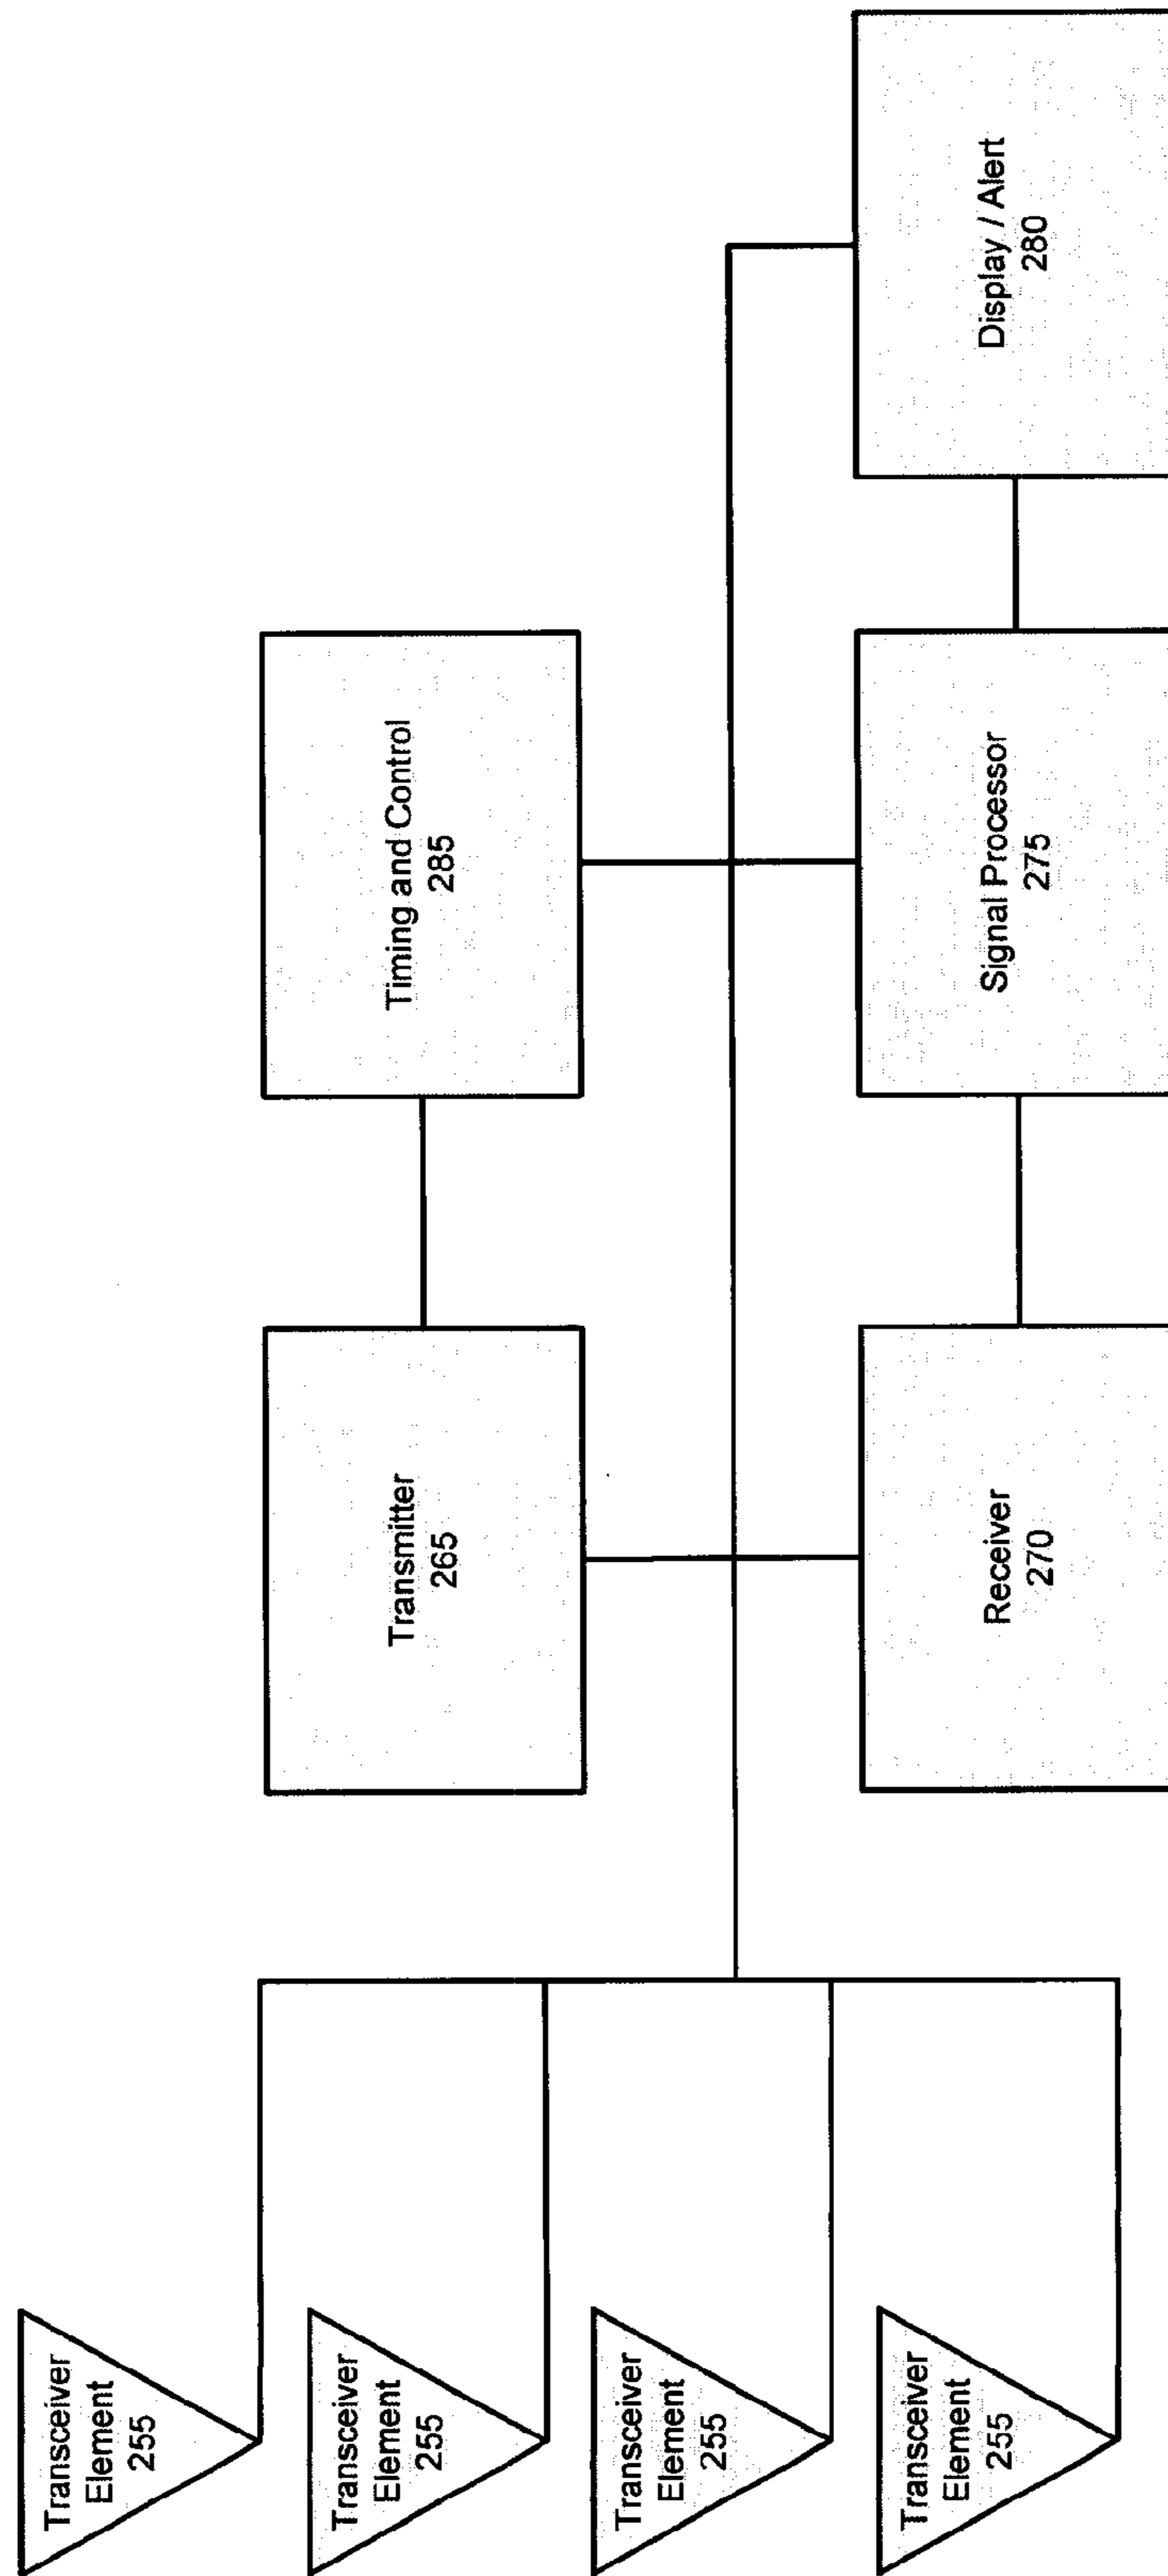 Transceiver
Element
255
Transceiver
Element
255
Transceiver
Element
255
Transceiver
Element
255
Transmitter
265
Timing and Control
285
Receiver
270
Signal Processor
275
Display / Alert
280